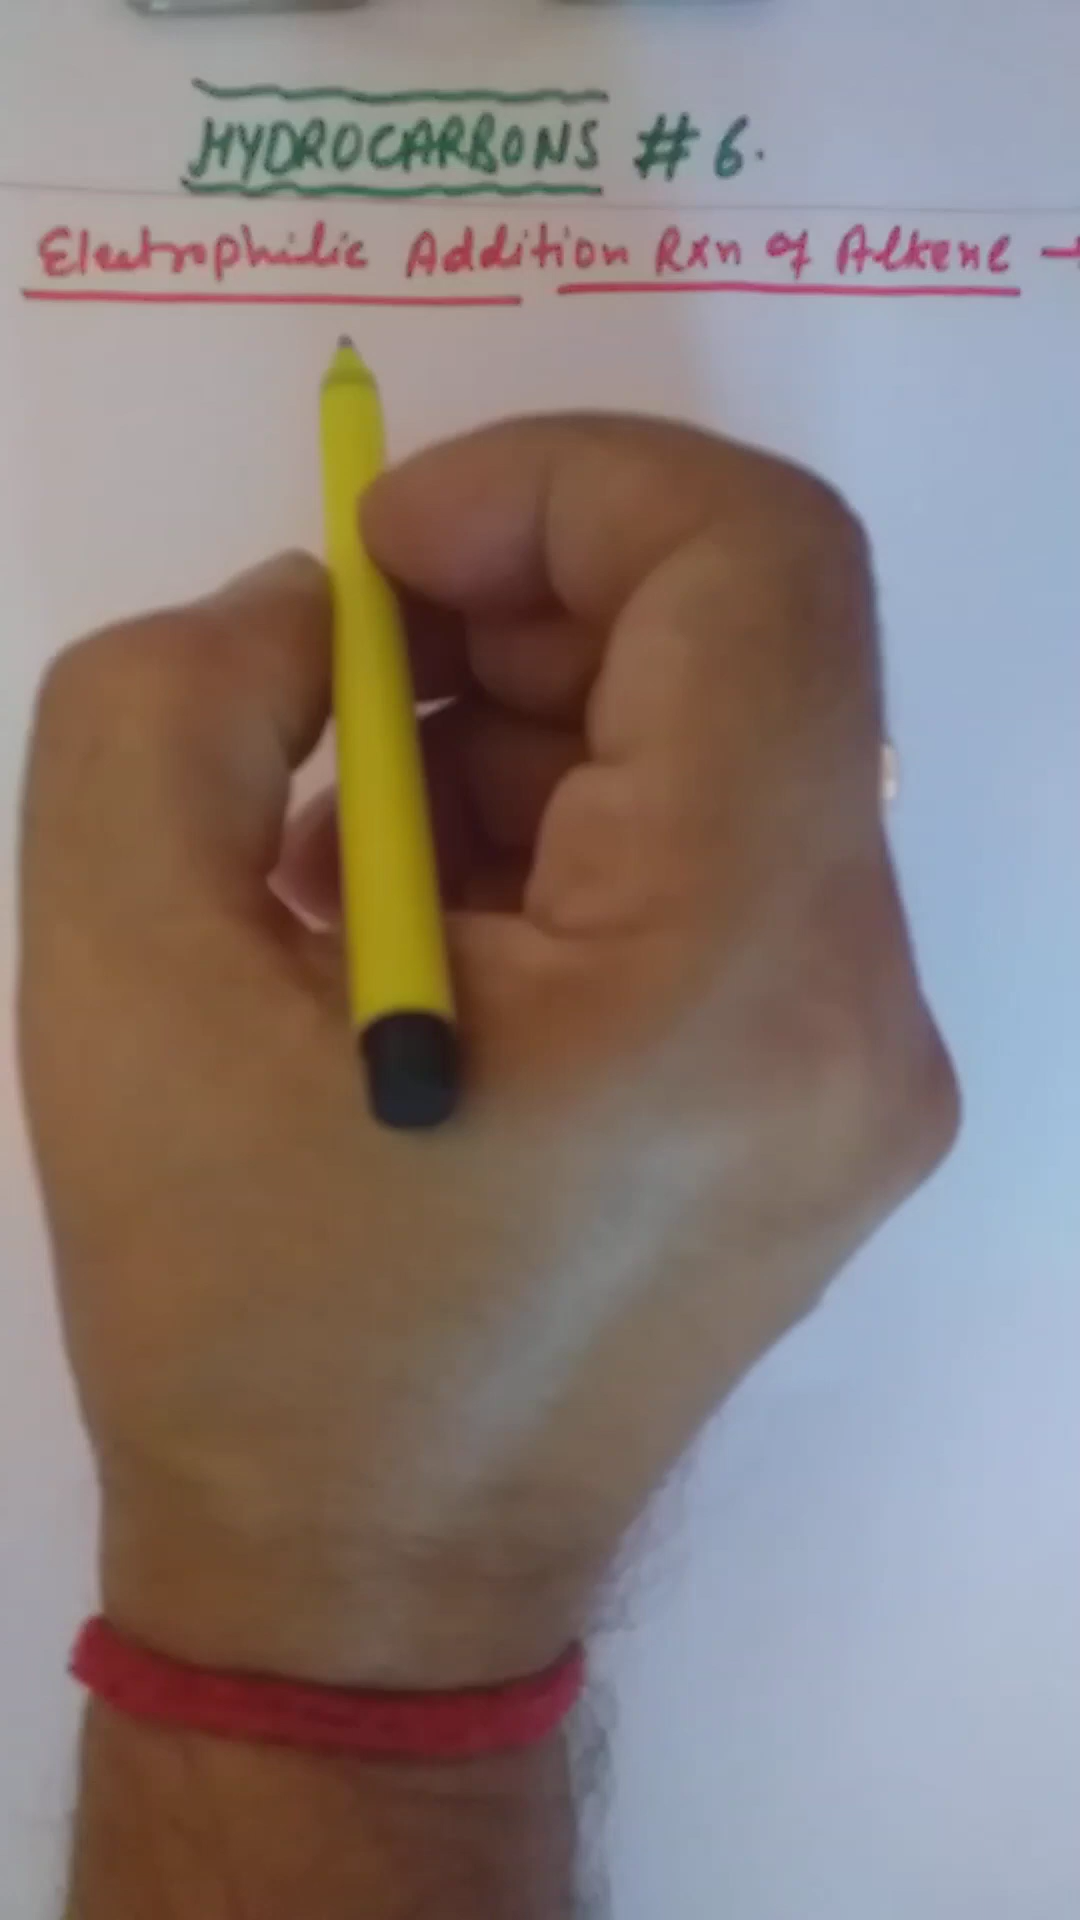 HYDROCARBONS # 6.
Electrophilic Addition Rxn of Alkene →